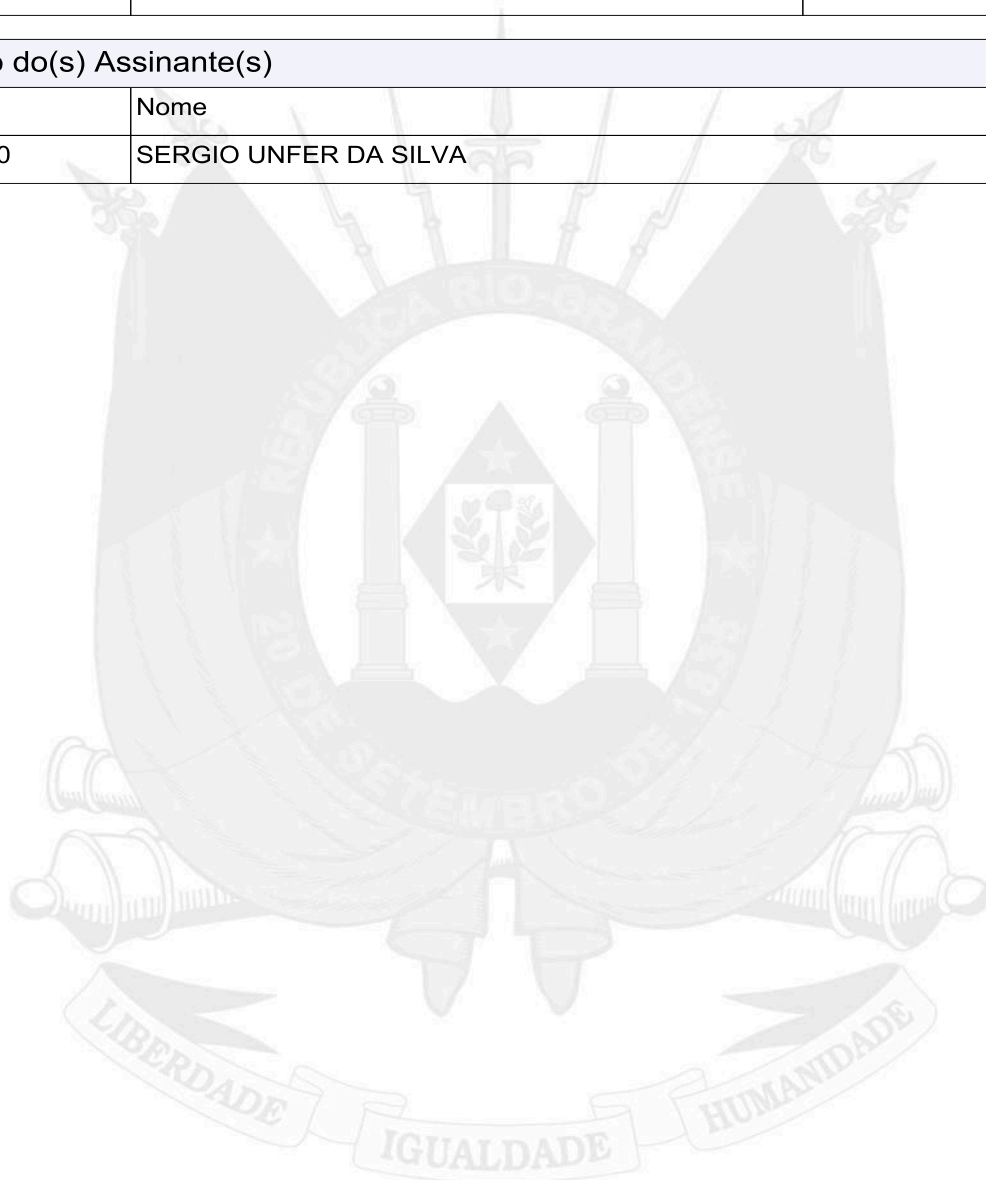 o do(s) Assinante(s)
Nome
0 SERGIO UNFER DA SILVA
REPÚBLICA RIO-GRANDENSE
20 DE SETEMBRO DE 1835
LIBERDADE
IGUALDADE
HUMANIDADE